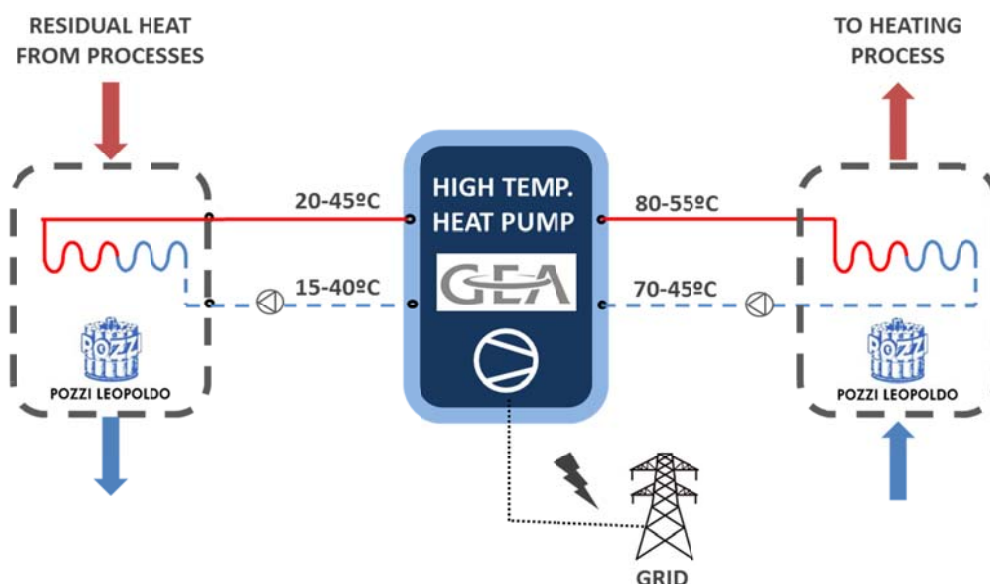 RESIDUAL HEAT
FROM PROCESSES
TO HEATING
PROCESS
20-45ºC
HIGH TEMP.
HEAT PUMP
80-55ºC
GEA
15-40ºC
70-45ºC
POZZI
POZZI LEOPOLDO
POZZI
POZZI LEOPOLDO
GRID